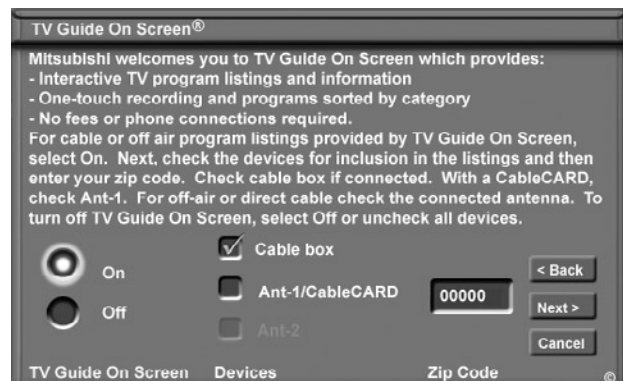 TV Guide On Screen®
Mitsubishi welcomes you to TV Guide On Screen which provides:
- Interactive TV program listings and information
- One-touch recording and programs sorted by category
- No fees or phone connections required.
For cable or off air program listings provided by TV Guide On Screen,
select On. Next, check the devices for inclusion in the listings and then
enter your zip code. Check cable box if connected. With a CableCARD,
check Ant-1. For off-air or direct cable check the connected antenna. To
turn off TV Guide On Screen, select Off or uncheck all devices.
On
Off
Cable box
Ant-1/CableCARD
Ant-2
00000
< Back
Next >
Cancel
TV Guide On Screen Devices Zip Code ©